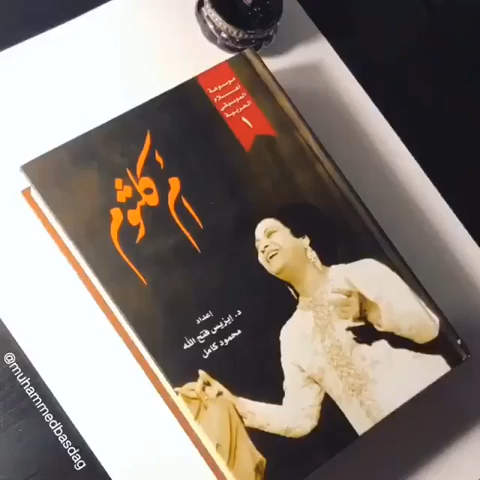 موسوعة
أعلام
الموسيقى
العربية
١
أم كلثوم
إعداد
د. إيزيس فتح الله
محمود كامل
@muhammedbasdag